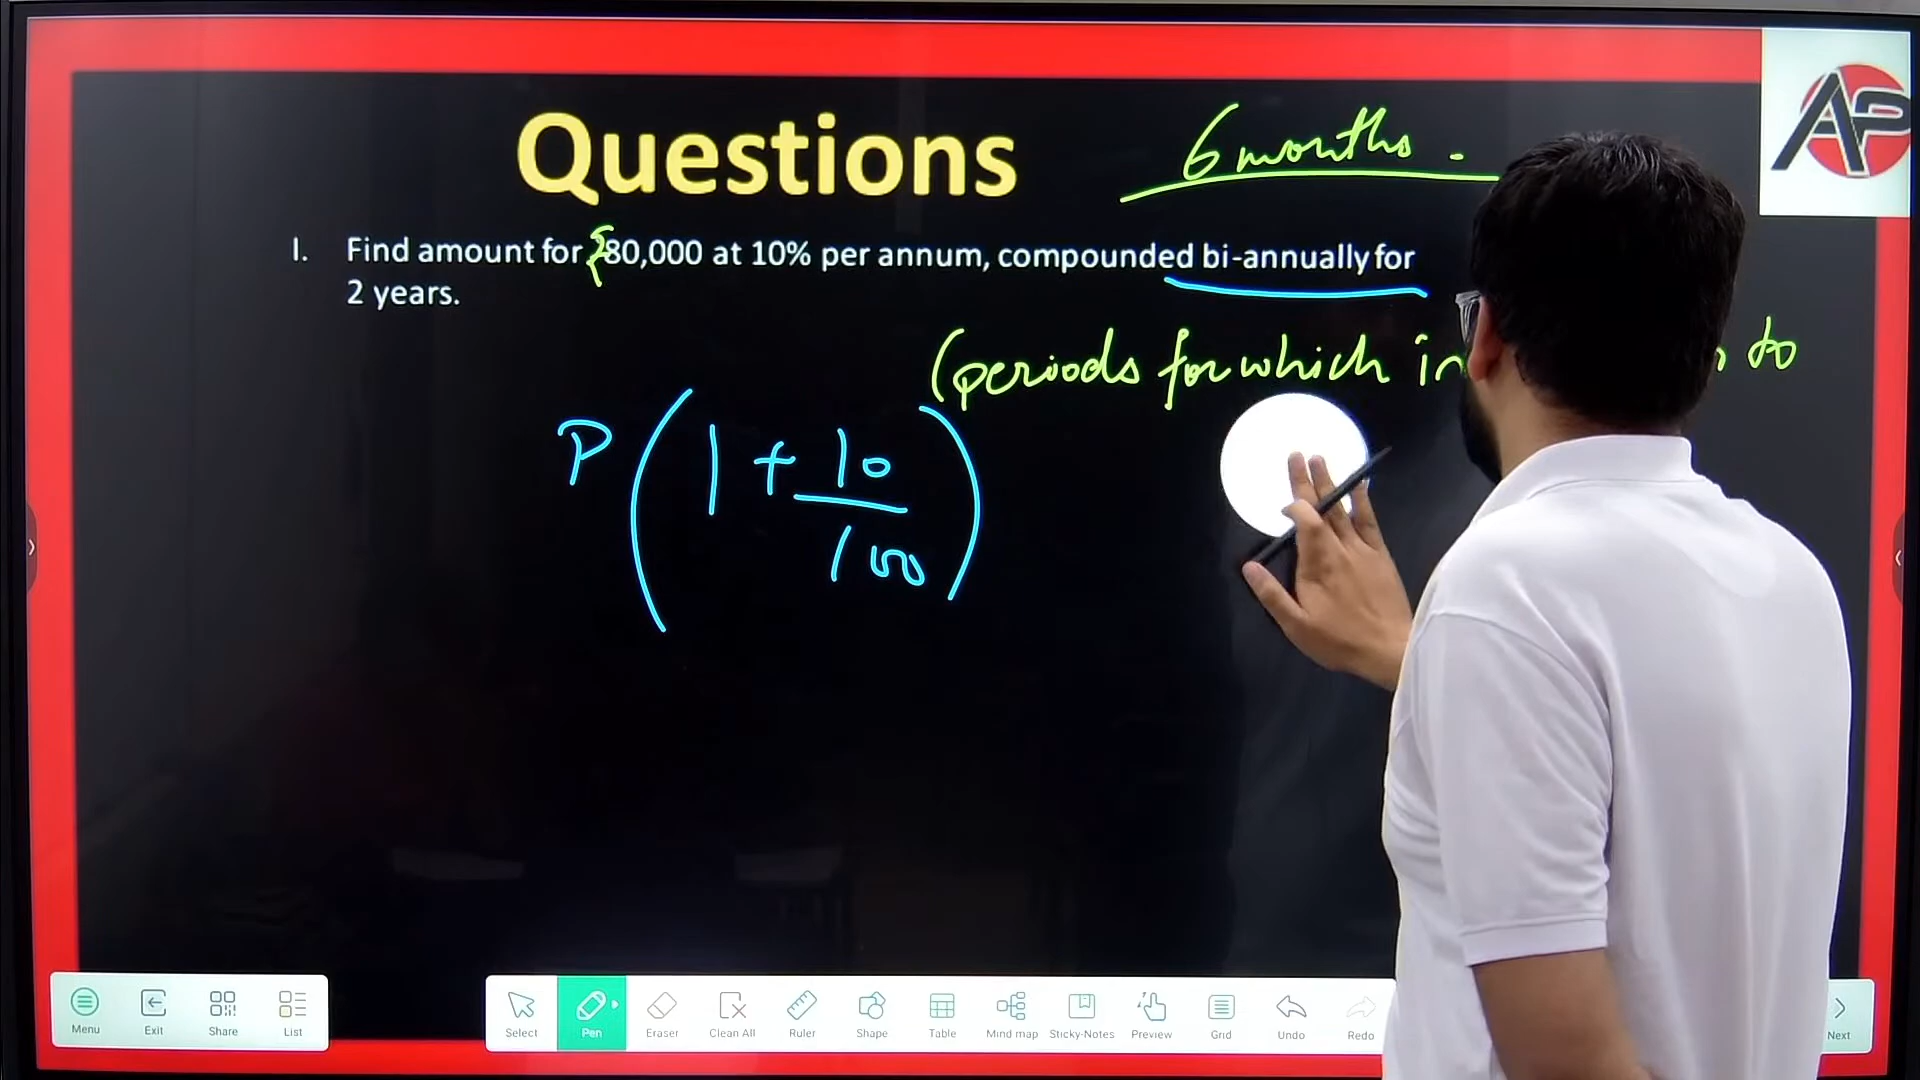 AP
Questions
6 months.
I. Find amount for ₹80,000 at 10% per annum, compounded bi-annually for
2 years.
(periods for which in to
P ( 1 + 10
100 )
Menu Exit Share List
Select Pen Eraser Clean All Ruler Shape Table Mind map Sticky-Notes Preview Grid Undo Redo
Next